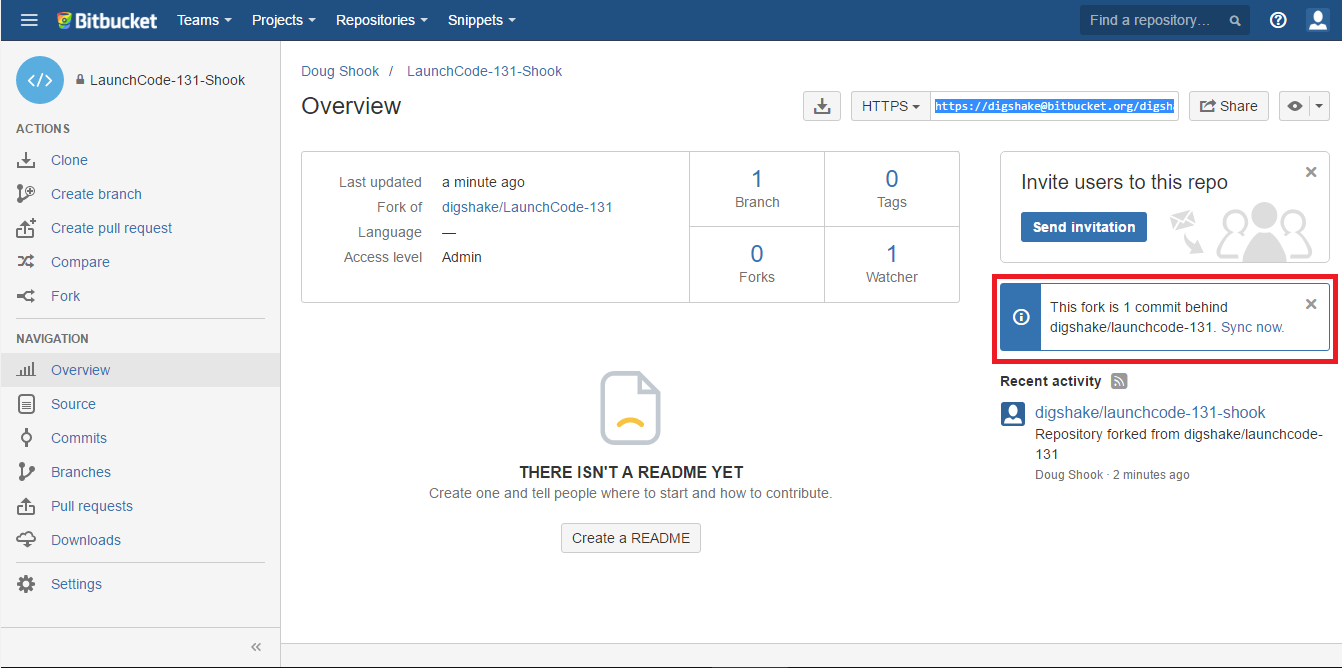 Bitbucket Teams Projects Repositories Snippets Find a repository...
LaunchCode-131-Shook
ACTIONS
Clone
Create branch
Create pull request
Compare
Fork
NAVIGATION
Overview
Source
Commits
Branches
Pull requests
Downloads
Settings
Doug Shook / LaunchCode-131-Shook
Overview
HTTPS https://digshake@bitbucket.org/digsh Share
Last updated a minute ago
Fork of digshake/LaunchCode-131
Language —
Access level Admin
1
Branch
0
Tags
0
Forks
1
Watcher
THERE ISN'T A README YET
Create one and tell people where to start and how to contribute.
Create a README
Invite users to this repo
Send invitation
This fork is 1 commit behind
digshake/launchcode-131. Sync now.
Recent activity
digshake/launchcode-131-shook
Repository forked from digshake/launchcode-
131
Doug Shook · 2 minutes ago